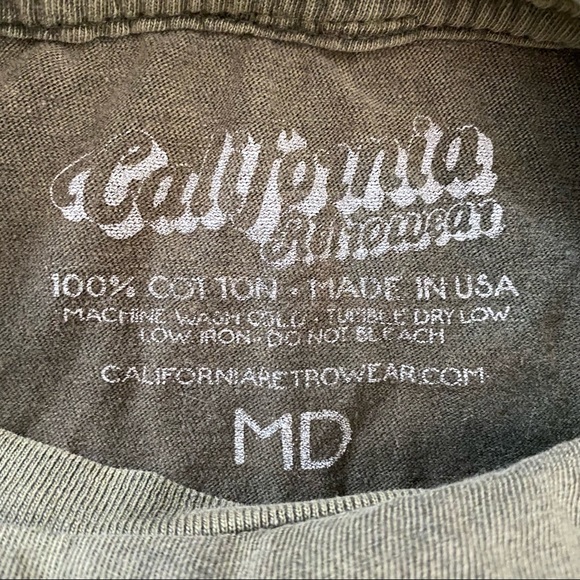 California
Retrowear
100% COTTON · MADE IN USA
MACHINE WASH COLD · TUMBLE DRY LOW
LOW IRON · DO NOT BLEACH
CALIFORNIARETROWEAR.COM
MD